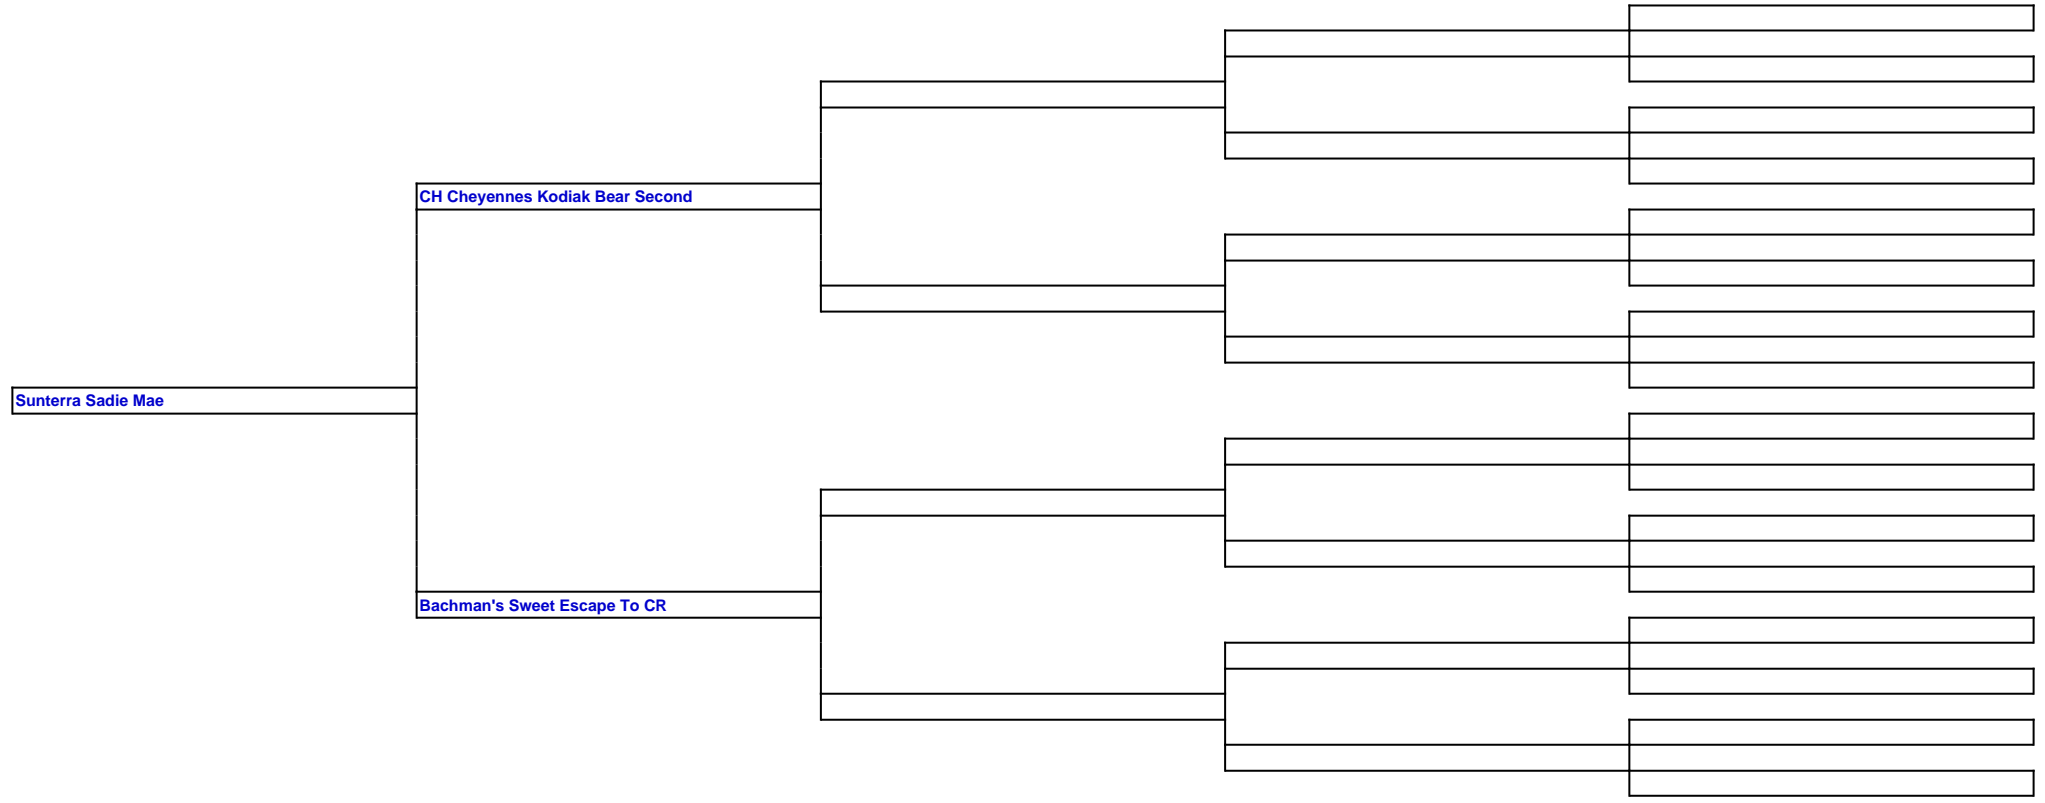 CH Cheyennes Kodiak Bear Second
Sunterra Sadie Mae
Bachman's Sweet Escape To CR